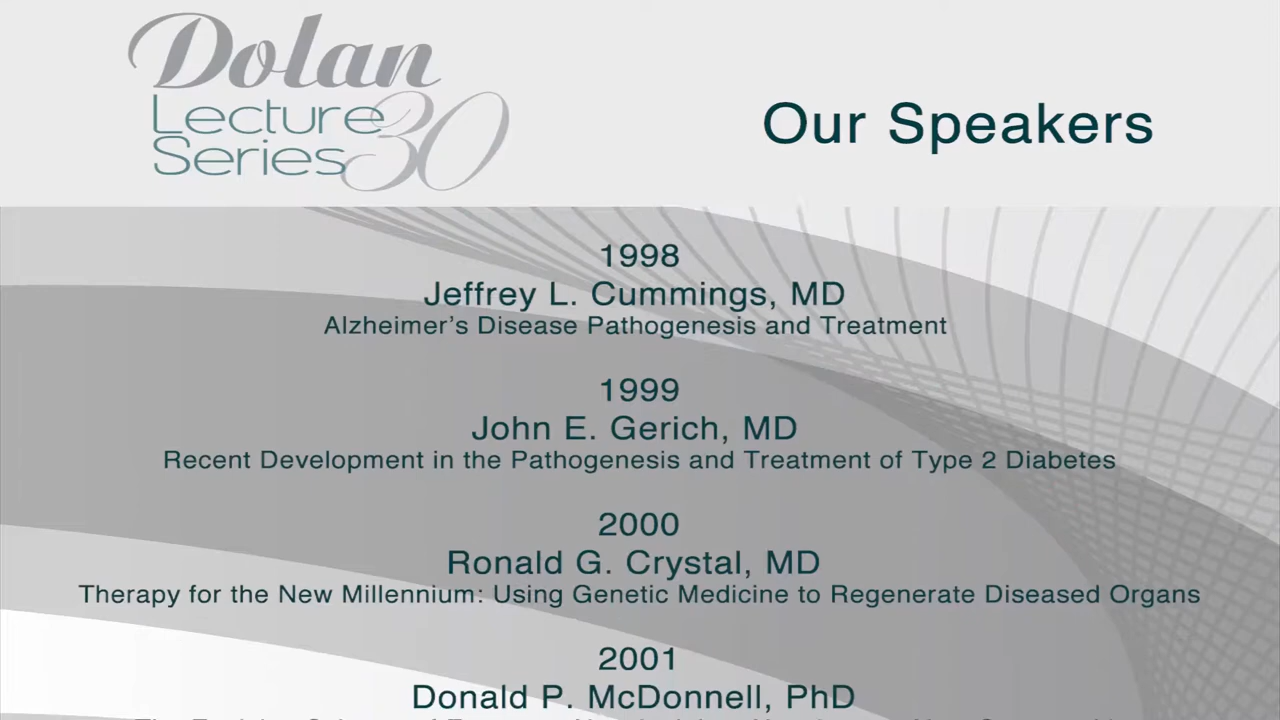 Dolan
Lecture
Series 30
Our Speakers
1998
Jeffrey L. Cummings, MD
Alzheimer’s Disease Pathogenesis and Treatment
1999
John E. Gerich, MD
Recent Development in the Pathogenesis and Treatment of Type 2 Diabetes
2000
Ronald G. Crystal, MD
Therapy for the New Millennium: Using Genetic Medicine to Regenerate Diseased Organs
2001
Donald P. McDonnell, PhD